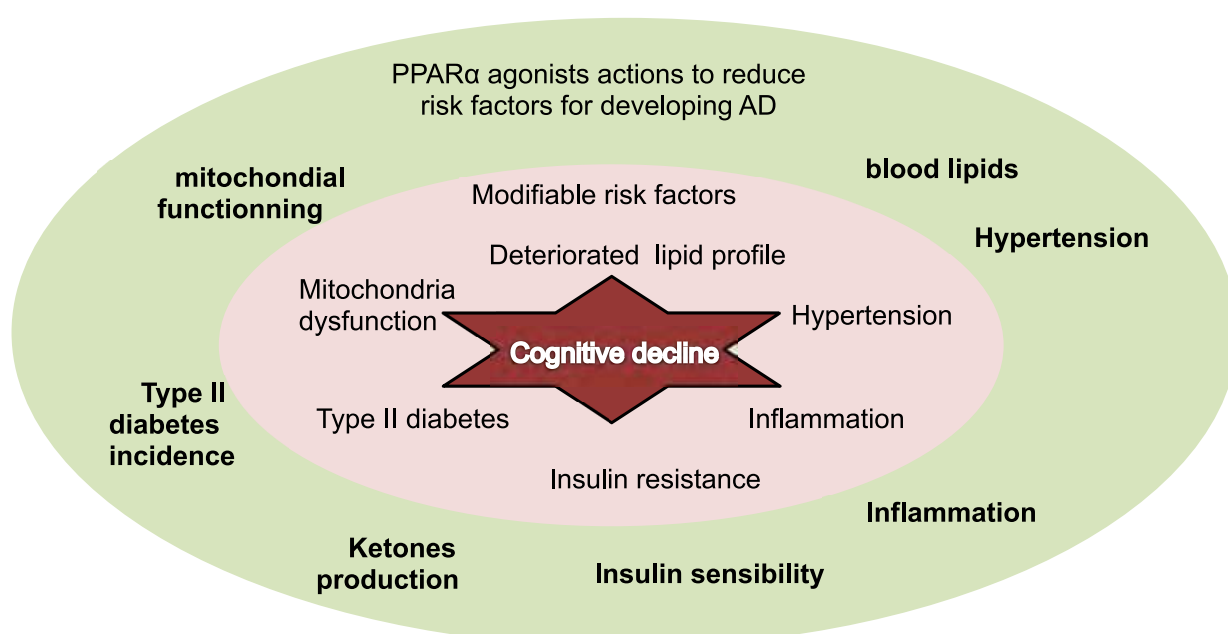 PPARα agonists actions to reduce
risk factors for developing AD
mitochondial
functionning
blood lipids
Hypertension
Modifiable risk factors
Deteriorated lipid profile
Mitochondria
dysfunction
Hypertension
Cognitive decline
Type II diabetes
Inflammation
Insulin resistance
Type II
diabetes
incidence
Inflammation
Ketones
production
Insulin sensibility